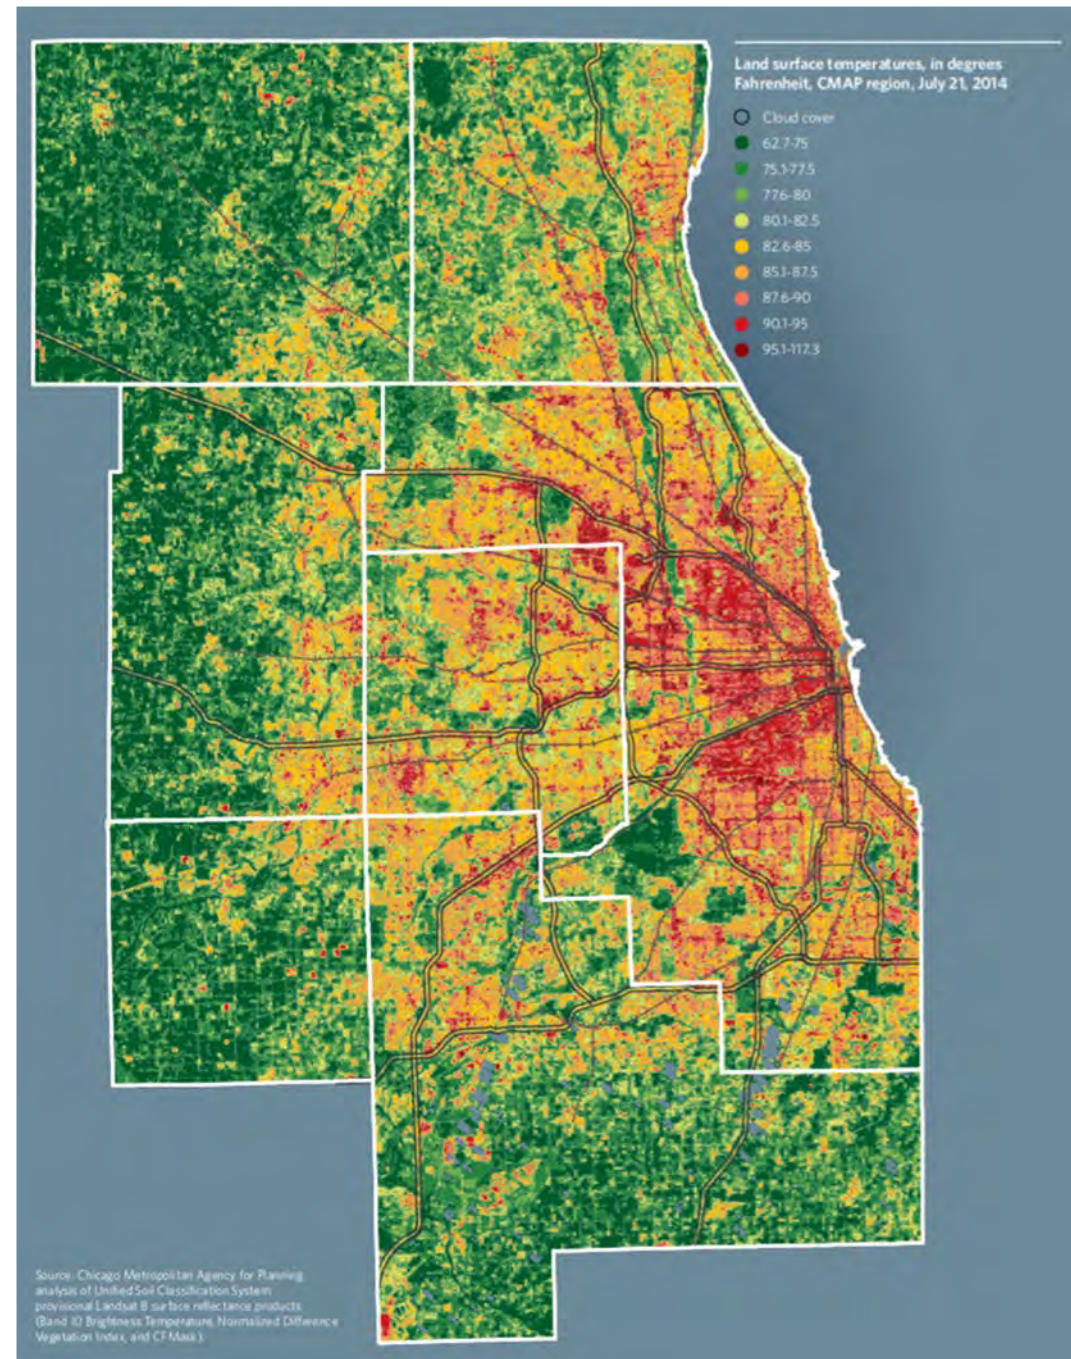 Land surface temperatures, in degrees
Fahrenheit, CMAP region, July 21, 2014
Cloud cover
62.7-75
75.1-77.5
77.6-80
80.1-82.5
82.6-85
85.1-87.5
87.6-90
90.1-95
95.1-117.3
Source: Chicago Metropolitan Agency for Planning
analysis of Unified Soil Classification System
provisional Landsat 8 surface reflectance products
(Band 10 Brightness Temperature, Normalized Difference
Vegetation Index, and CF Mask).